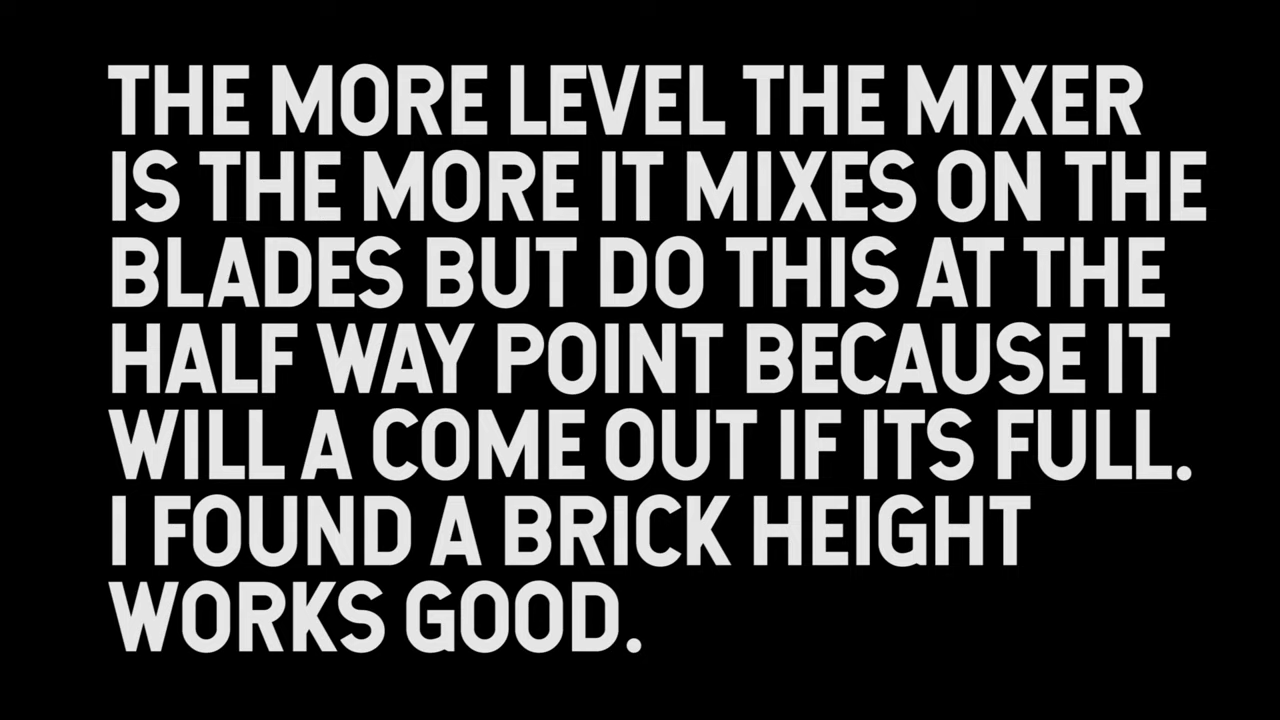 THE MORE LEVEL THE MIXER
IS THE MORE IT MIXES ON THE
BLADES BUT DO THIS AT THE
HALF WAY POINT BECAUSE IT
WILL A COME OUT IF ITS FULL.
I FOUND A BRICK HEIGHT
WORKS GOOD.